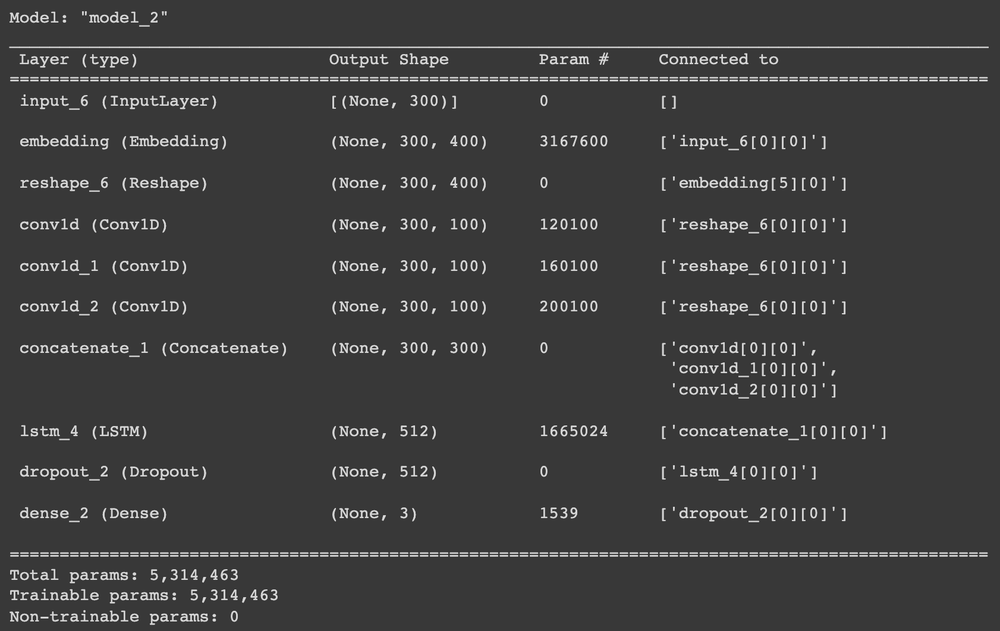 Model: "model_2"
__________________________________________________________________________________________________
Layer (type) Output Shape Param # Connected to
==================================================================================================
input_6 (InputLayer) [(None, 300)] 0 []
embedding (Embedding) (None, 300, 400) 3167600 ['input_6[0][0]']
reshape_6 (Reshape) (None, 300, 400) 0 ['embedding[5][0]']
conv1d (Conv1D) (None, 300, 100) 120100 ['reshape_6[0][0]']
conv1d_1 (Conv1D) (None, 300, 100) 160100 ['reshape_6[0][0]']
conv1d_2 (Conv1D) (None, 300, 100) 200100 ['reshape_6[0][0]']
concatenate_1 (Concatenate) (None, 300, 300) 0 ['conv1d[0][0]',
'conv1d_1[0][0]',
'conv1d_2[0][0]']
lstm_4 (LSTM) (None, 512) 1665024 ['concatenate_1[0][0]']
dropout_2 (Dropout) (None, 512) 0 ['lstm_4[0][0]']
dense_2 (Dense) (None, 3) 1539 ['dropout_2[0][0]']
==================================================================================================
Total params: 5,314,463
Trainable params: 5,314,463
Non-trainable params: 0